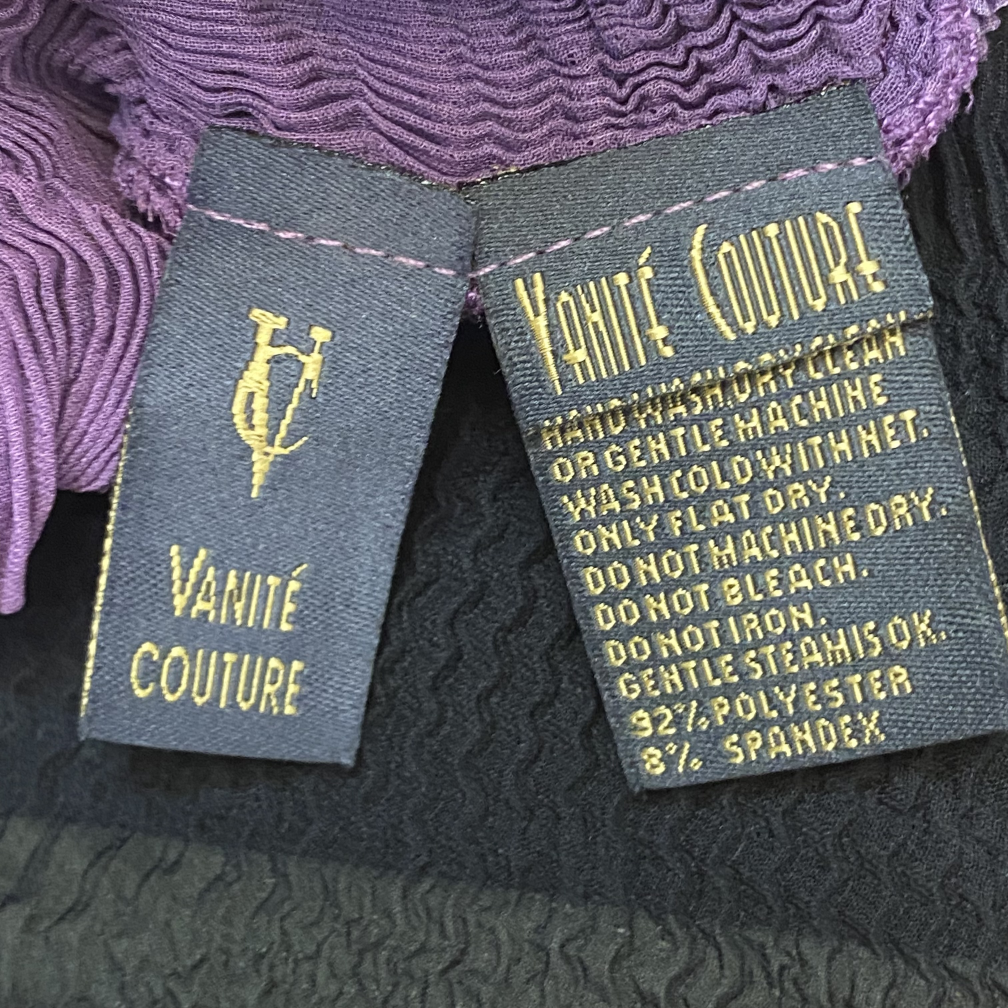 VC
VANITÉ
COUTURE
VANITÉ COUTURE
HAND WASH, DRY CLEAN
OR GENTLE MACHINE
WASH COLD WITH NET.
ONLY FLAT DRY.
DO NOT MACHINE DRY.
DO NOT BLEACH.
DO NOT IRON.
GENTLE STEAM IS OK.
92% POLYESTER
8% SPANDEX